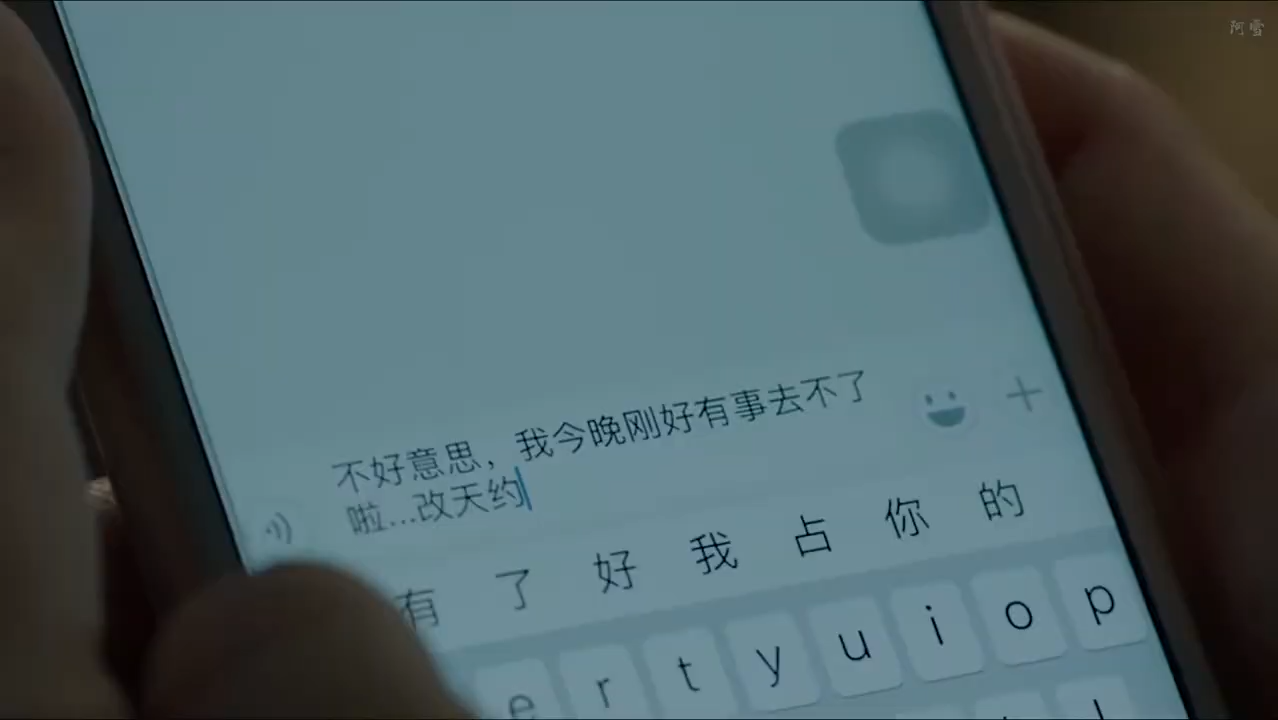 阿雪
不好意思，我今晚刚好有事去不了
啦...改天约
有 了 好 我 占 你 的
e r t y u i o p
l